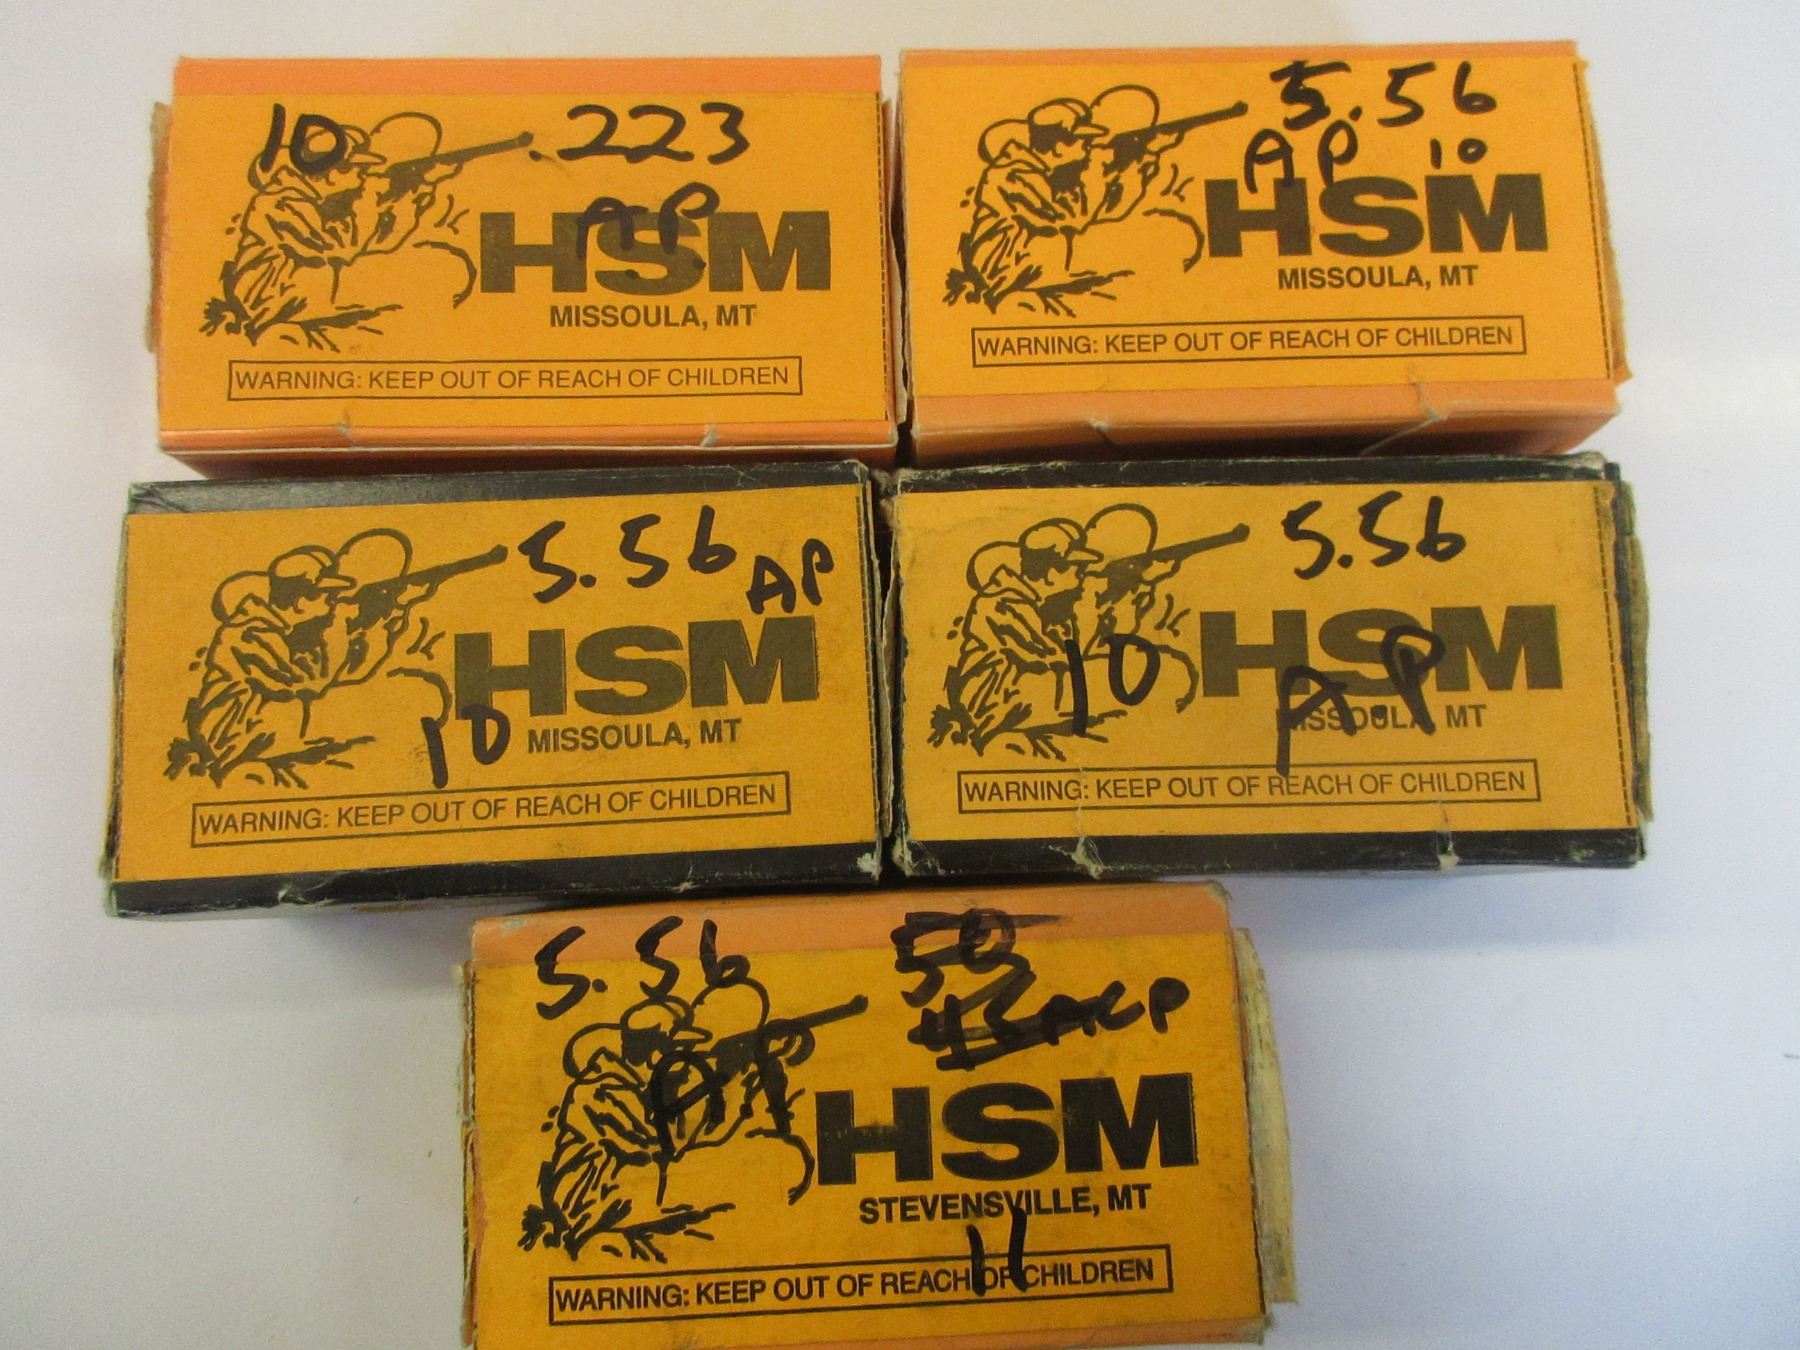 10 .223
A.P.
HSM
MISSOULA, MT
WARNING: KEEP OUT OF REACH OF CHILDREN
5.56
AP 10
HSM
MISSOULA, MT
WARNING: KEEP OUT OF REACH OF CHILDREN
5.56 AP
HSM
10 MISSOULA, MT
WARNING: KEEP OUT OF REACH OF CHILDREN
5.56
HSM
10 AP
MISSOULA, MT
WARNING: KEEP OUT OF REACH OF CHILDREN
5.56 50
45 ACP
AP
HSM
STEVENSVILLE, MT
11
WARNING: KEEP OUT OF REACH OF CHILDREN